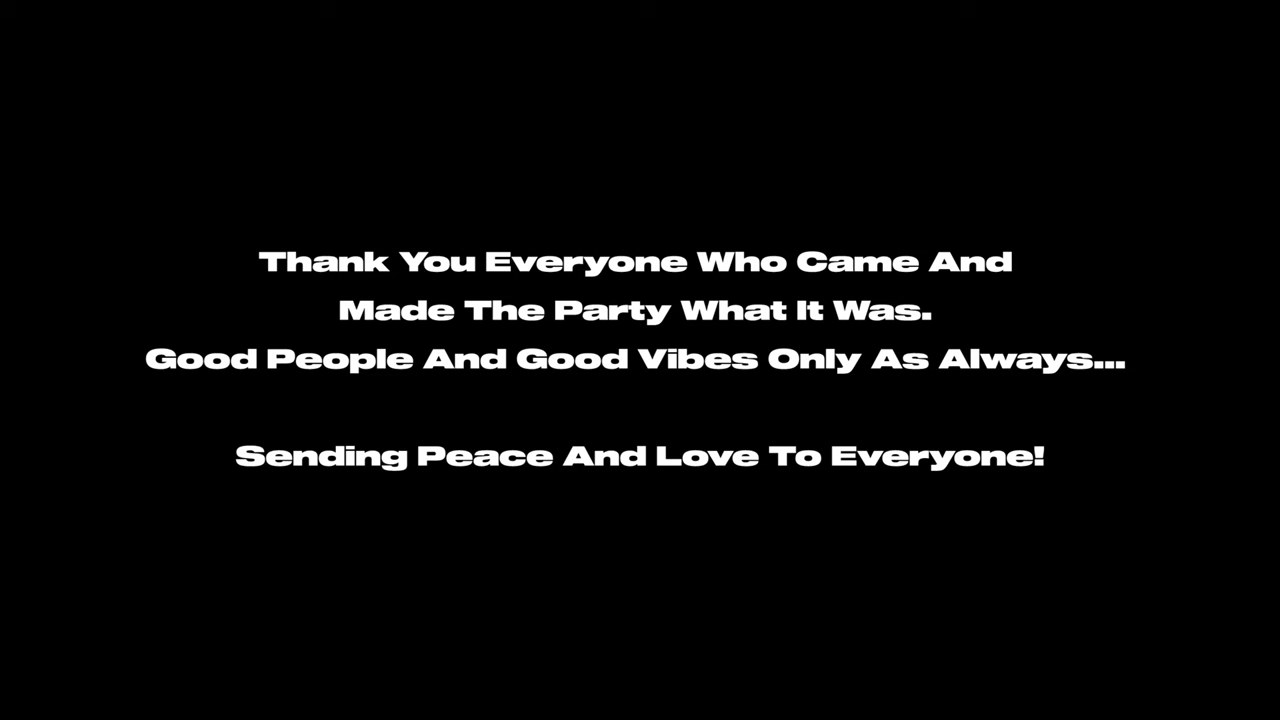 Thank You Everyone Who Came And
Made The Party What It Was.
Good People And Good Vibes Only As Always...
Sending Peace And Love To Everyone!